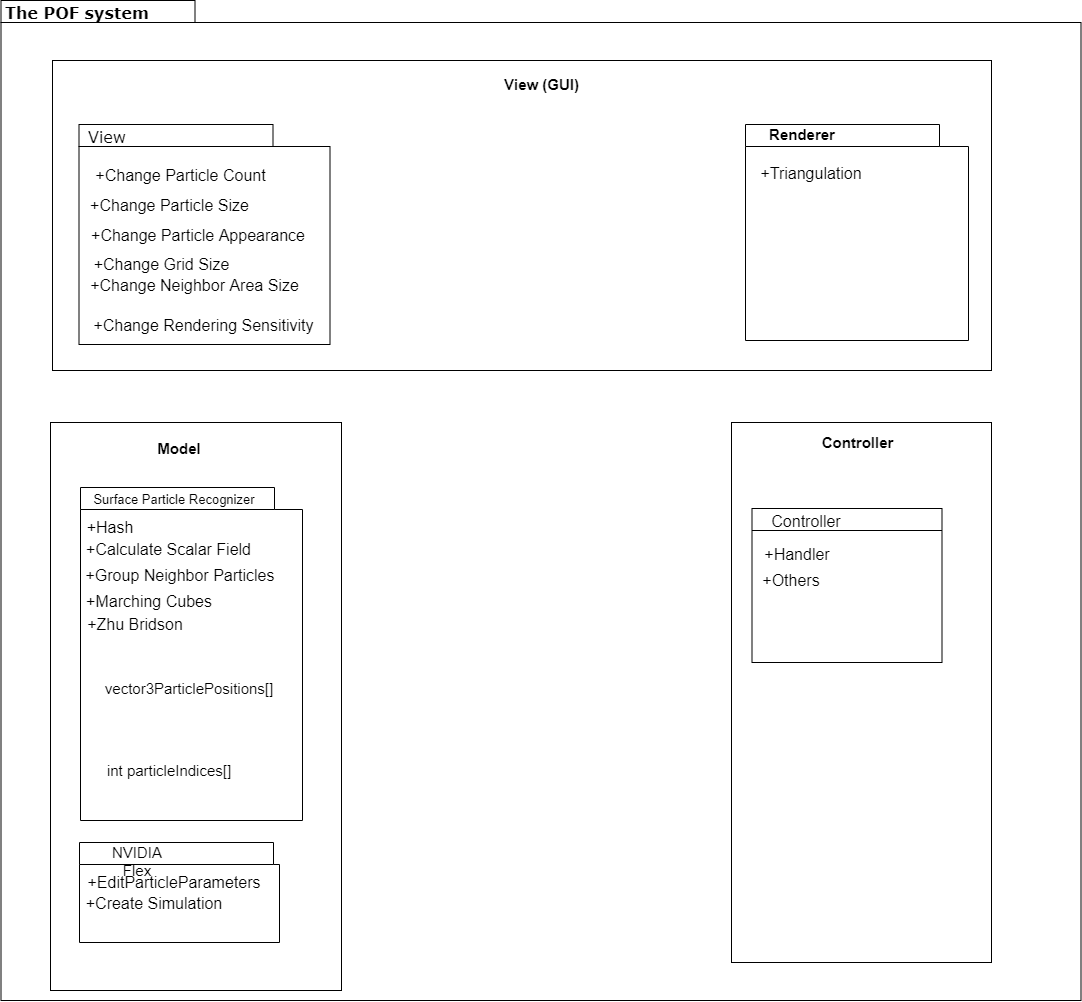 The POF system
View (GUI)
View
+Change Particle Count
+Change Particle Size
+Change Particle Appearance
+Change Grid Size
+Change Neighbor Area Size
+Change Rendering Sensitivity
Renderer
+Triangulation
Model
Surface Particle Recognizer
+Hash
+Calculate Scalar Field
+Group Neighbor Particles
+Marching Cubes
+Zhu Bridson
vector3ParticlePositions[]
int particleIndices[]
NVIDIA
Flex
+EditParticleParameters
+Create Simulation
Controller
Controller
+Handler
+Others